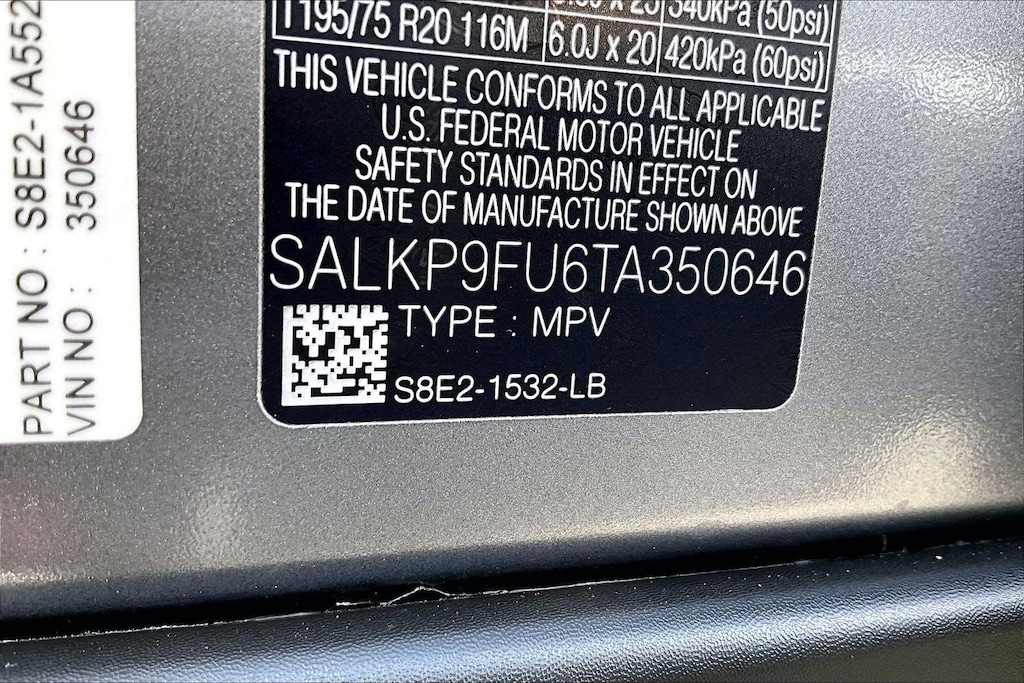 PART NO : S8E2-1A552
VIN NO : 350646
T195/75 R20 116M 6.0J x 20 420kPa (60psi)
THIS VEHICLE CONFORMS TO ALL APPLICABLE
U.S. FEDERAL MOTOR VEHICLE
SAFETY STANDARDS IN EFFECT ON
THE DATE OF MANUFACTURE SHOWN ABOVE
SALKP9FU6TA350646
TYPE : MPV
S8E2-1532-LB